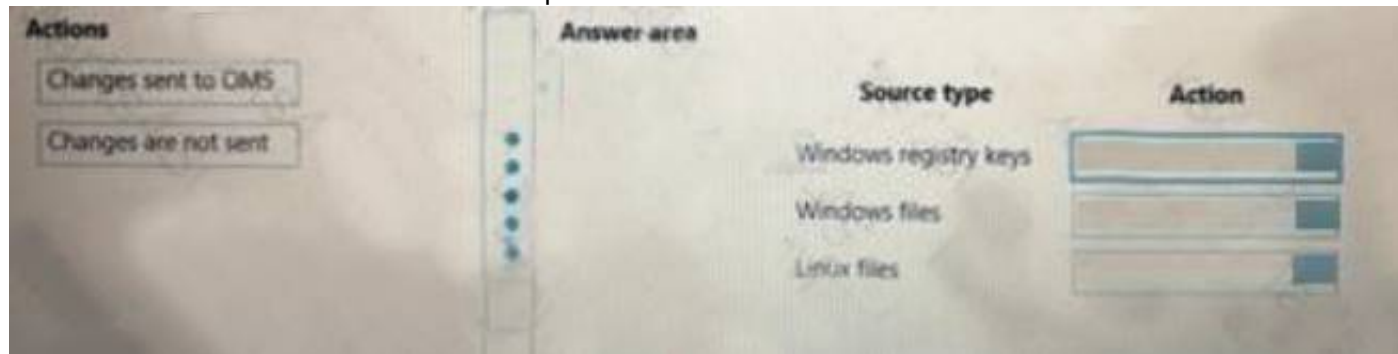 Actions
Answer area
Changes sent to OMS
Changes are not sent
Source type Action
Windows registry keys
Windows files
Linux files